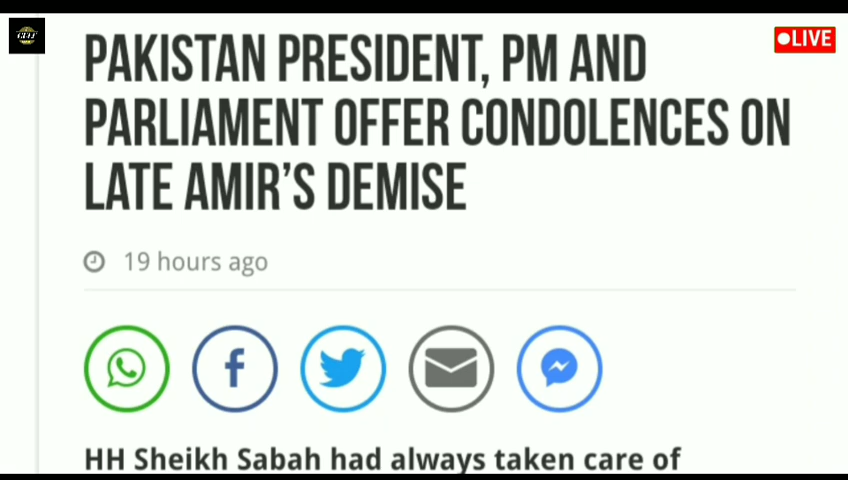 LIVE
PAKISTAN PRESIDENT, PM AND
PARLIAMENT OFFER CONDOLENCES ON
LATE AMIR'S DEMISE
19 hours ago
HH Sheikh Sabah had always taken care of